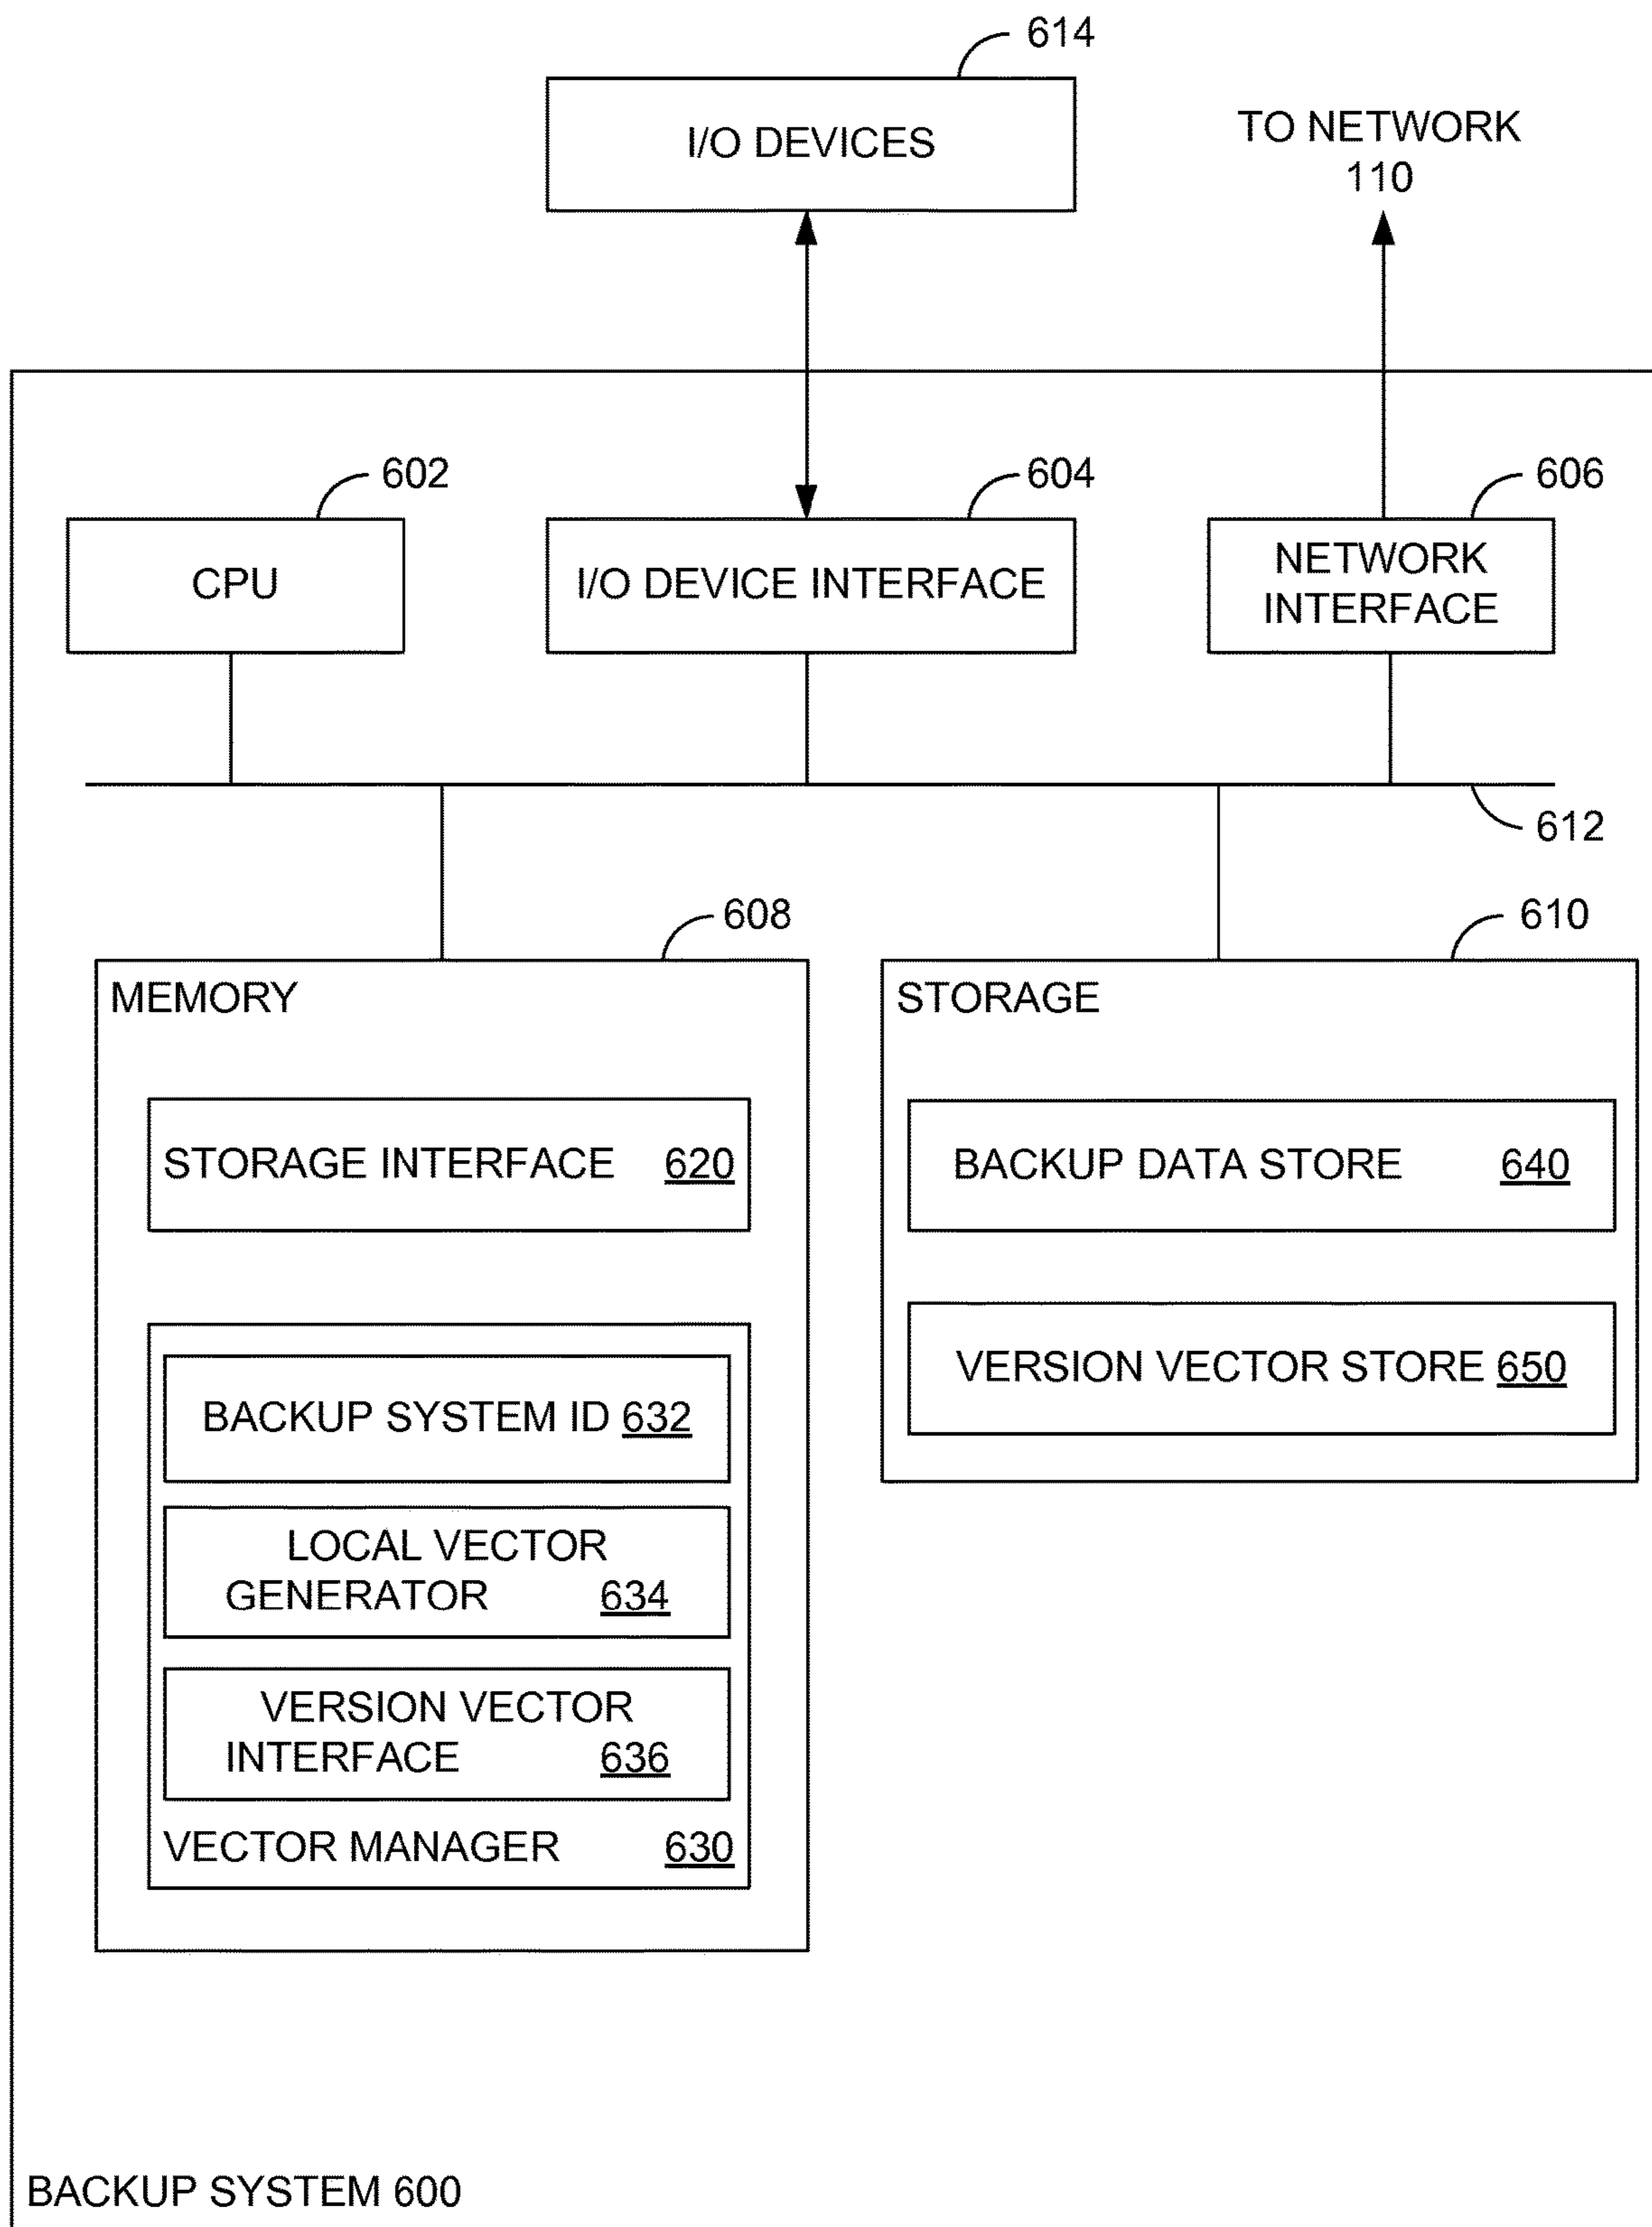 614
I/O DEVICES
TO NETWORK
110
602
604
606
CPU
I/O DEVICE INTERFACE
NETWORK
INTERFACE
612
608
610
MEMORY
STORAGE
STORAGE INTERFACE 620
BACKUP DATA STORE 640
BACKUP SYSTEM ID 632
VERSION VECTOR STORE 650
LOCAL VECTOR
GENERATOR 634
VERSION VECTOR
INTERFACE 636
VECTOR MANAGER 630
BACKUP SYSTEM 600